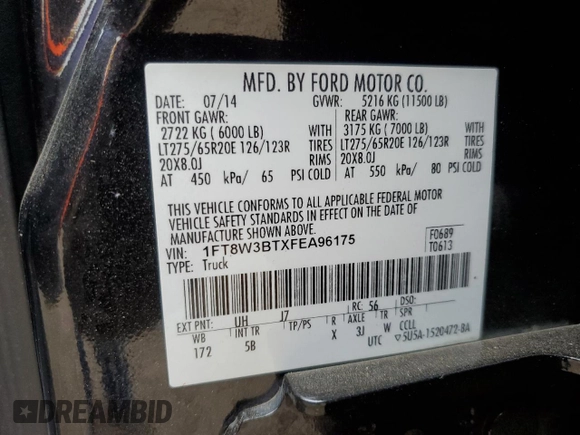 MFD. BY FORD MOTOR CO.
DATE: 07/14 GVWR: 5216 KG (11500 LB)
FRONT GAWR: REAR GAWR:
2722 KG ( 6000 LB) WITH 3175 KG ( 7000 LB) WITH
LT275/65R20E 126/123R TIRES LT275/65R20E 126/123R TIRES
20X8.0J RIMS 20X8.0J RIMS
AT 450 kPa/ 65 PSI COLD AT 550 kPa/ 80 PSI COLD
THIS VEHICLE CONFORMS TO ALL APPLICABLE FEDERAL MOTOR
VEHICLE SAFETY STANDARDS IN EFFECT ON THE DATE OF
MANUFACTURE SHOWN ABOVE.
VIN: 1FT8W3BTXFEA96175 F0689
TYPE: Truck T0613
EXT PNT: UH J7 RC: 56 DSO:
WB INT TR TP/PS R AXLE TR SPR
172 5B X 3J W CCLL
UTC ▽5U5A-1520472-BA
DREAMBID